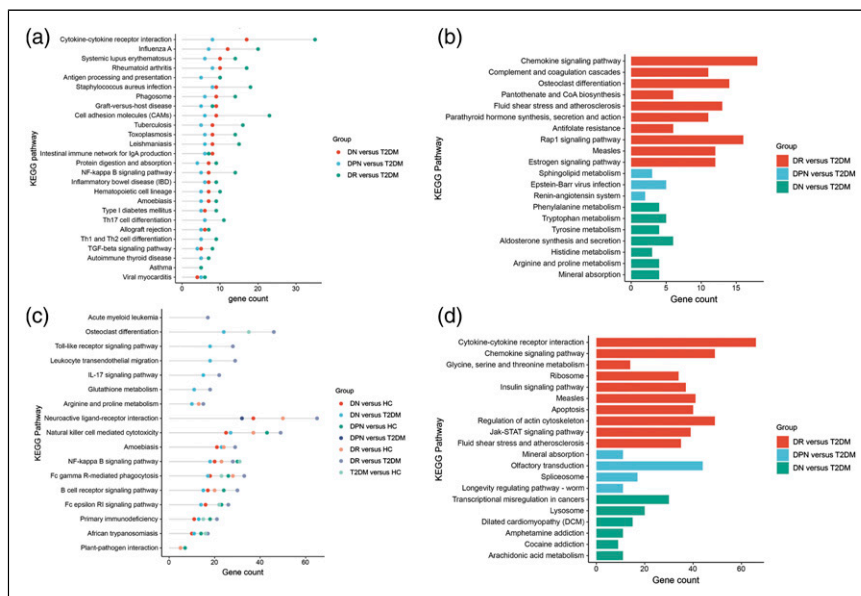 (a)
Cytokine-cytokine receptor interaction
Influenza A
Systemic lupus erythematosus
Rheumatoid arthritis
Antigen processing and presentation
Staphylococcus aureus infection
Phagosome
Graft-versus-host disease
Cell adhesion molecules (CAMs)
Tuberculosis
Toxoplasmosis
Leishmaniasis
Intestinal immune network for IgA production
Protein digestion and absorption
NF-kappa B signaling pathway
Inflammatory bowel disease (IBD)
Hematopoietic cell lineage
Amoebiasis
Type I diabetes mellitus
Th17 cell differentiation
Allograft rejection
Th1 and Th2 cell differentiation
TGF-beta signaling pathway
Autoimmune thyroid disease
Asthma
Viral myocarditis
KEGG pathway
0 10 20 30
gene count
Group
DN versus T2DM
DPN versus T2DM
DR versus T2DM
(b)
Chemokine signaling pathway
Complement and coagulation cascades
Osteoclast differentiation
Pantothenate and CoA biosynthesis
Fluid shear stress and atherosclerosis
Parathyroid hormone synthesis, secretion and action
Antifolate resistance
Rap1 signaling pathway
Measles
Estrogen signaling pathway
Sphingolipid metabolism
Epstein-Barr virus infection
Renin-angiotensin system
Phenylalanine metabolism
Tryptophan metabolism
Tyrosine metabolism
Aldosterone synthesis and secretion
Histidine metabolism
Arginine and proline metabolism
Mineral absorption
KEGG Pathway
0 5 10 15
Gene count
Group
DR versus T2DM
DPN versus T2DM
DN versus T2DM
(c)
Acute myeloid leukemia
Osteoclast differentiation
Toll-like receptor signaling pathway
Leukocyte transendothelial migration
IL-17 signaling pathway
Glutathione metabolism
Arginine and proline metabolism
Neuroactive ligand-receptor interaction
Natural killer cell mediated cytotoxicity
Amoebiasis
NF-kappa B signaling pathway
Fc gamma R-mediated phagocytosis
B cell receptor signaling pathway
Fc epsilon RI signaling pathway
Primary immunodeficiency
African trypanosomiasis
Plant-pathogen interaction
KEGG Pathway
0 20 40 60
Gene count
Group
DN versus HC
DN versus T2DM
DPN versus HC
DPN versus T2DM
DR versus HC
DR versus T2DM
T2DM versus HC
(d)
Cytokine-cytokine receptor interaction
Chemokine signaling pathway
Glycine, serine and threonine metabolism
Ribosome
Insulin signaling pathway
Measles
Apoptosis
Regulation of actin cytoskeleton
Jak-STAT signaling pathway
Fluid shear stress and atherosclerosis
Mineral absorption
Olfactory transduction
Spliceosome
Longevity regulating pathway - worm
Transcriptional misregulation in cancers
Lysosome
Dilated cardiomyopathy (DCM)
Amphetamine addiction
Cocaine addiction
Arachidonic acid metabolism
KEGG Pathway
0 20 40 60
Gene count
Group
DR versus T2DM
DPN versus T2DM
DN versus T2DM